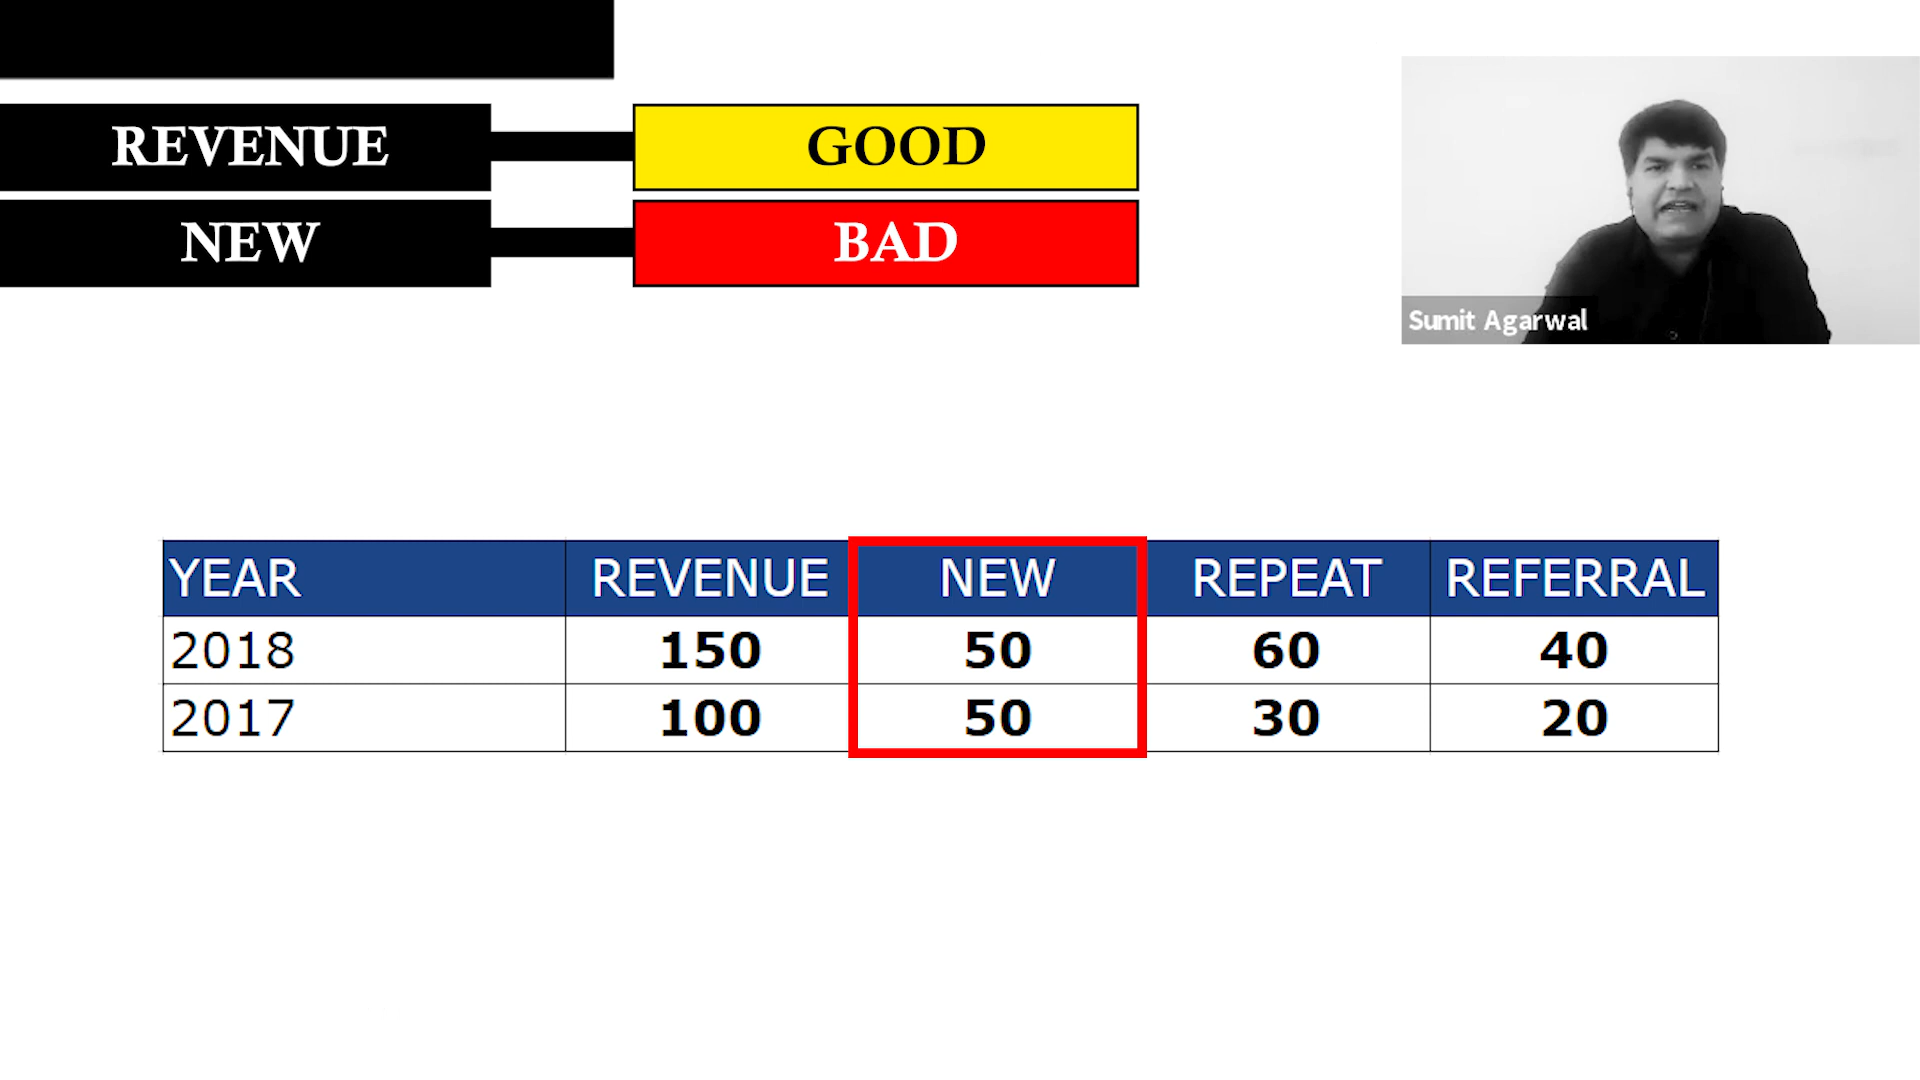 REVENUE GOOD
NEW BAD
Sumit Agarwal
YEAR REVENUE NEW REPEAT REFERRAL
2018 150 50 60 40
2017 100 50 30 20